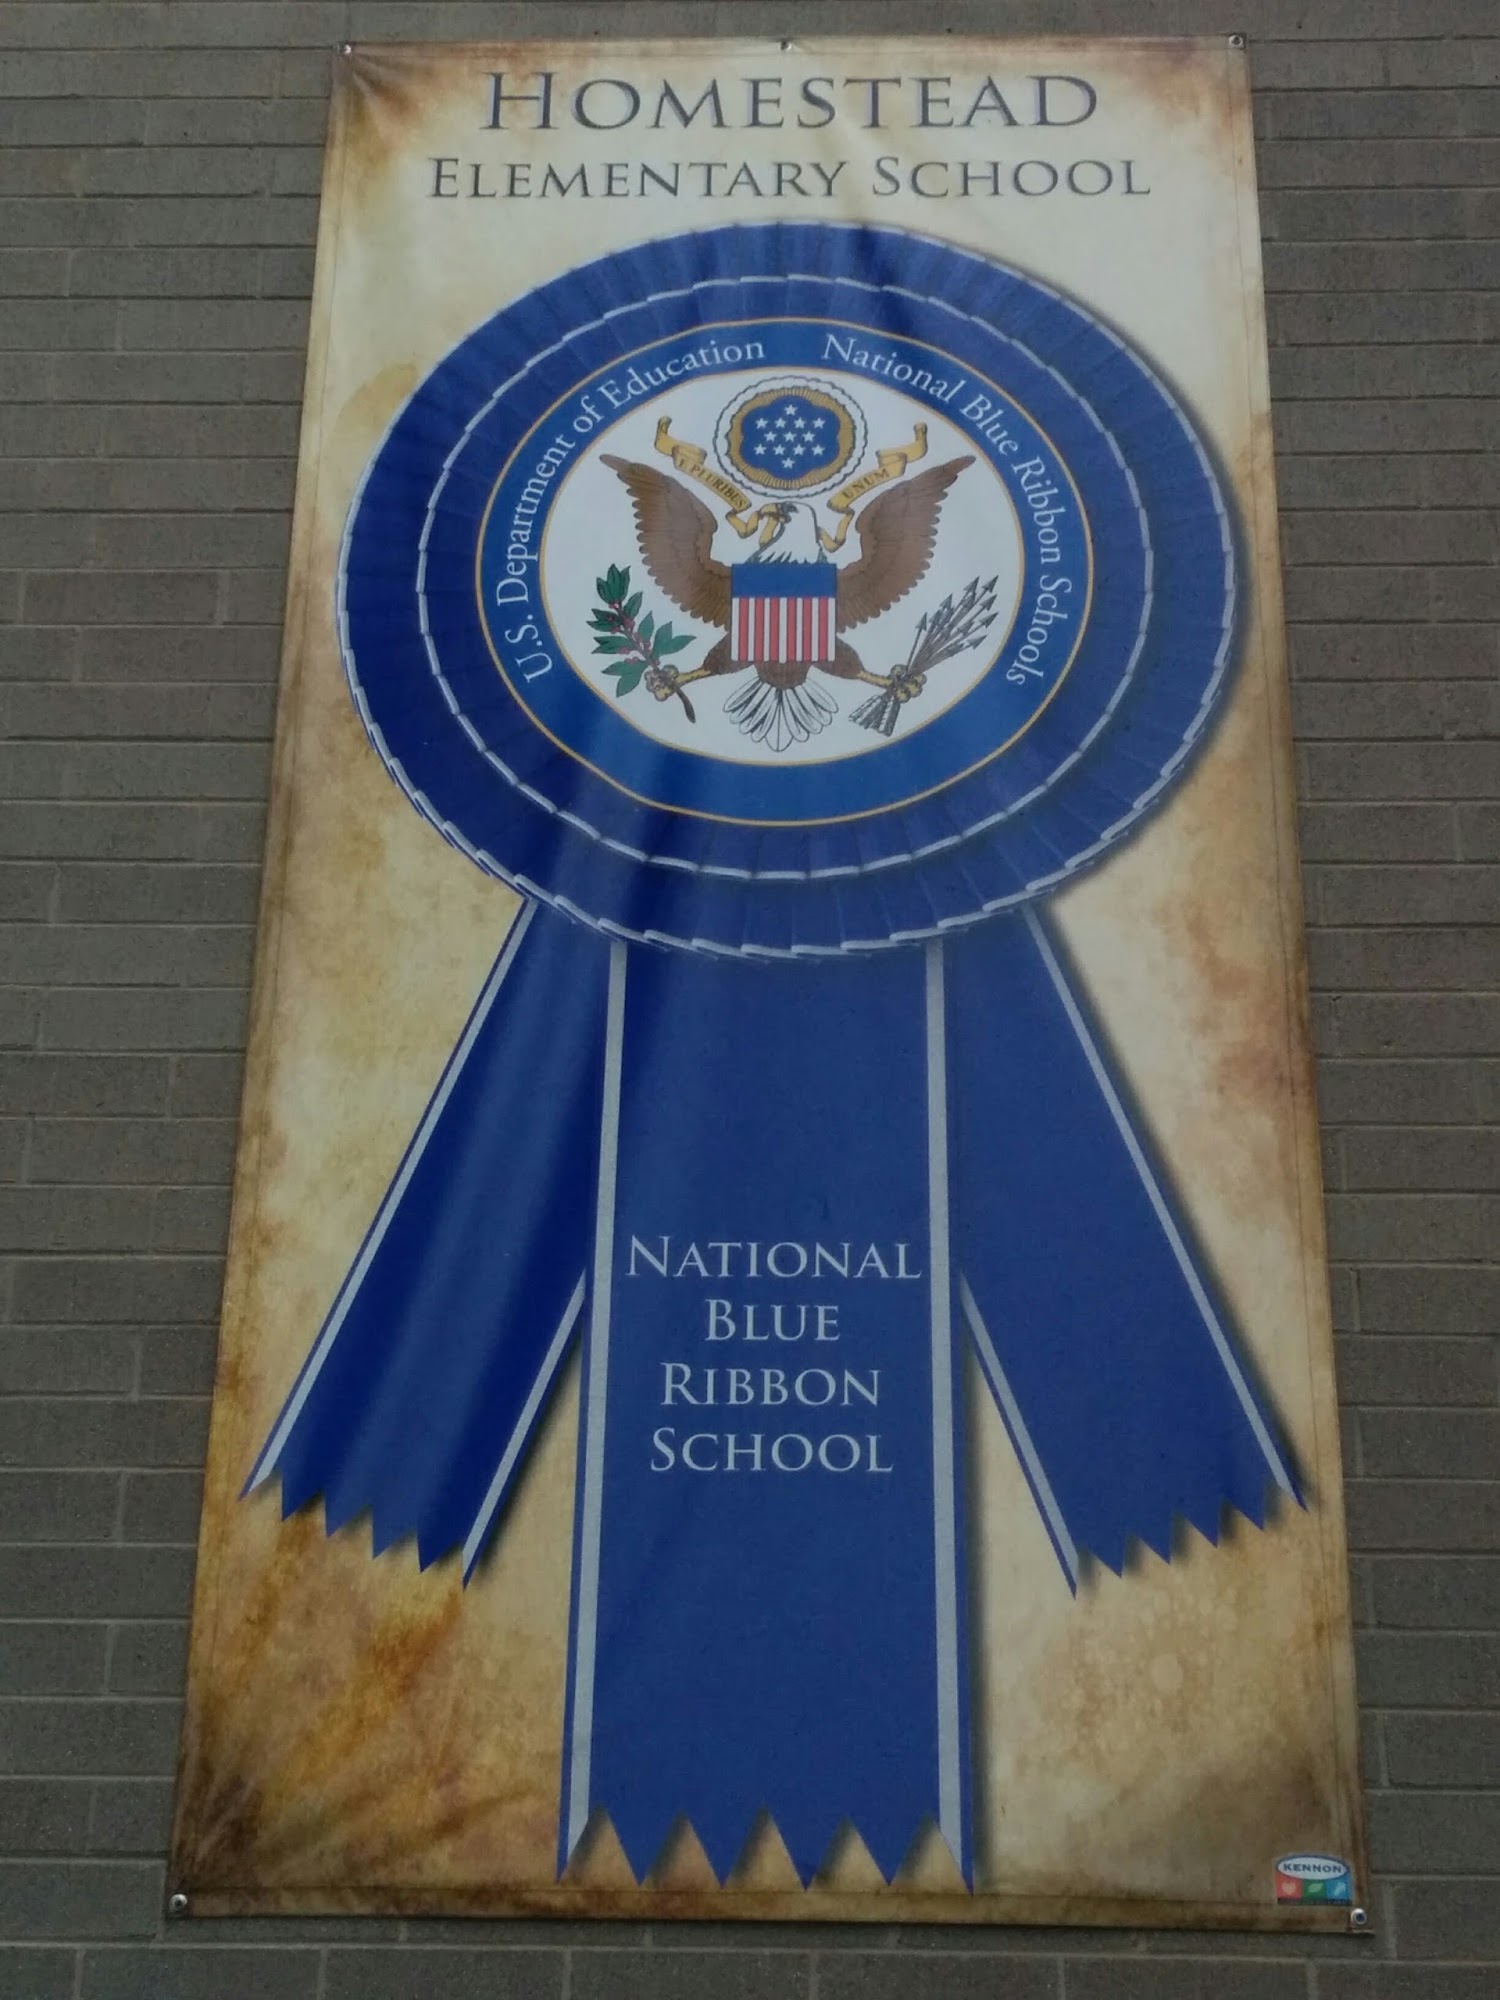 HOMESTEAD
ELEMENTARY SCHOOL
U.S. Department of Education National Blue Ribbon Schools
E PLURIBUS UNUM
NATIONAL
BLUE
RIBBON
SCHOOL
KENNON